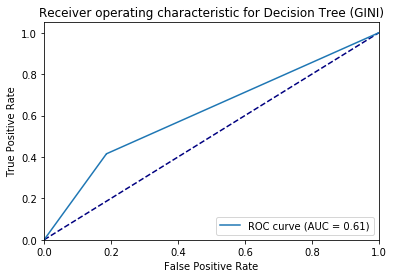 Receiver operating characteristic for Decision Tree (GINI)
1.0
0.8
0.6
0.4
0.2
0.0
True Positive Rate
ROC curve (AUC = 0.61)
0.0 0.2 0.4 0.6 0.8 1.0
False Positive Rate